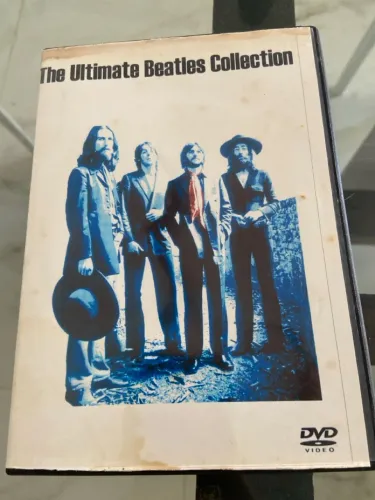 The Ultimate Beatles Collection
DVD
VIDEO